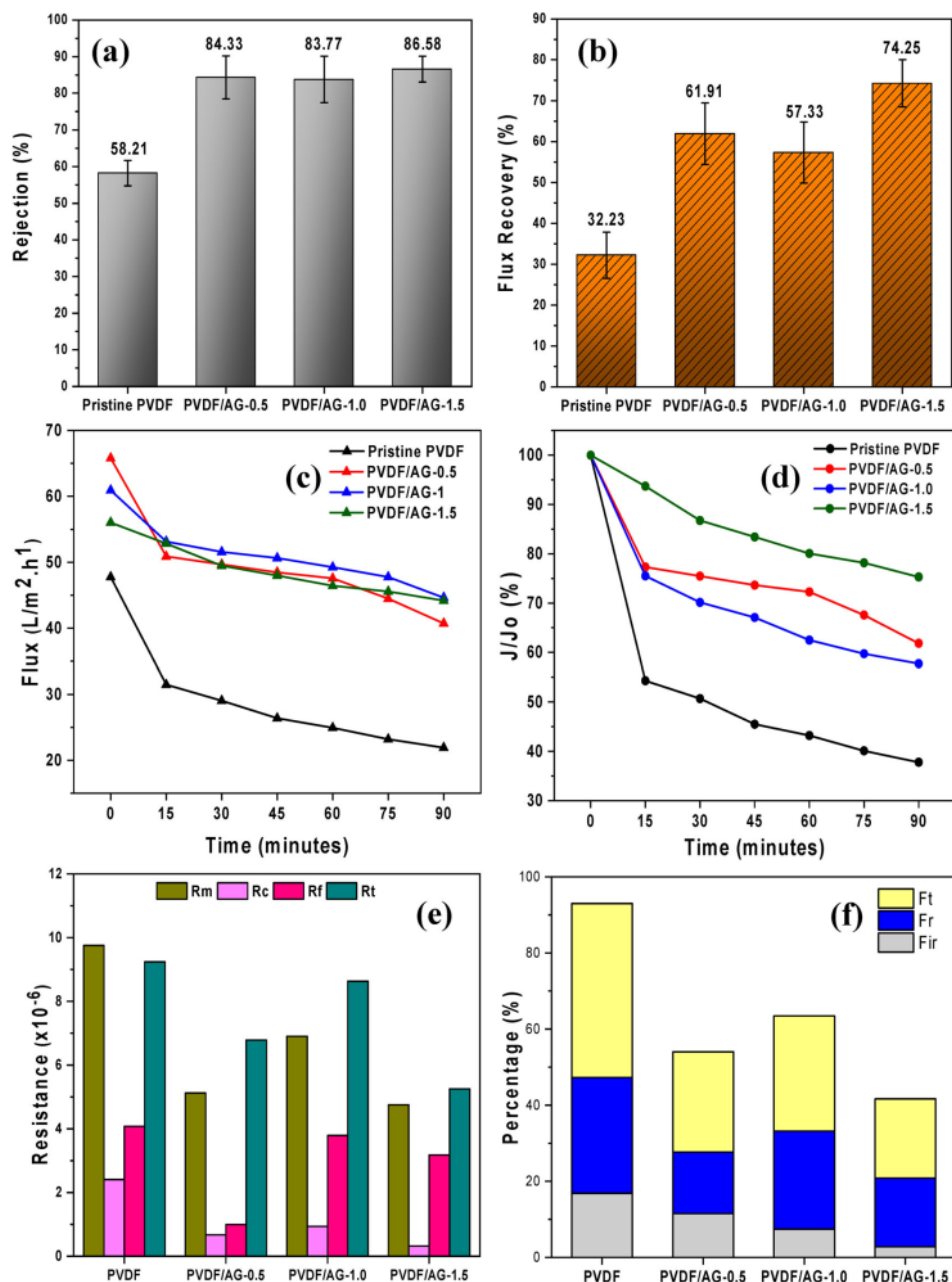 (a)
84.33
83.77
86.58
58.21
100
90
80
70
60
50
40
30
20
10
0
Rejection (%)
Pristine PVDF PVDF/AG-0.5 PVDF/AG-1.0 PVDF/AG-1.5
(b)
74.25
61.91
57.33
32.23
90
80
70
60
50
40
30
20
10
0
Flux Recovery (%)
Pristine PVDF PVDF/AG-0.5 PVDF/AG-1.0 PVDF/AG-1.5
(c)
Pristine PVDF
PVDF/AG-0.5
PVDF/AG-1
PVDF/AG-1.5
70
60
50
40
30
20
Flux (L/m².h¹)
0 15 30 45 60 75 90
Time (minutes)
(d)
Pristine PVDF
PVDF/AG-0.5
PVDF/AG-1.0
PVDF/AG-1.5
100
90
80
70
60
50
40
30
J/Jo (%)
0 15 30 45 60 75 90
Time (minutes)
(e)
Rm Rc Rf Rt
12
10
8
6
4
2
0
Resistance (x10⁻⁶)
PVDF PVDF/AG-0.5 PVDF/AG-1.0 PVDF/AG-1.5
(f)
Ft
Fr
Fir
100
80
60
40
20
0
Percentage (%)
PVDF PVDF/AG-0.5 PVDF/AG-1.0 PVDF/AG-1.5